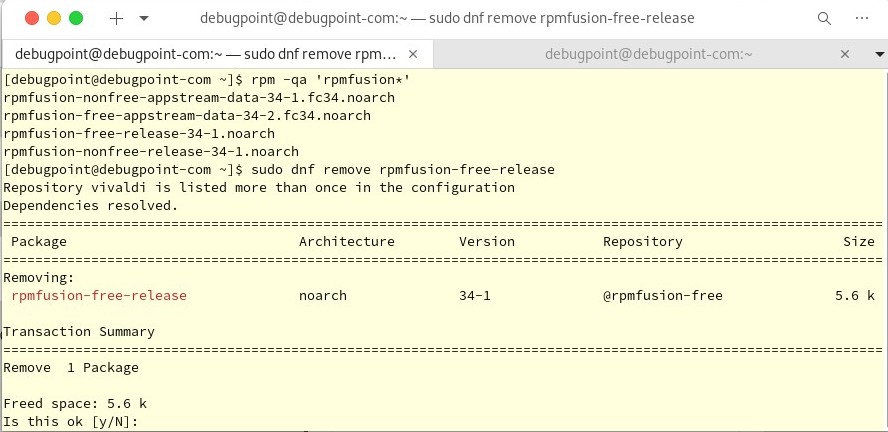 debugpoint@debugpoint-com:~ — sudo dnf remove rpmfusion-free-release
debugpoint@debugpoint-com:~ — sudo dnf remove rpm…
debugpoint@debugpoint-com:~
[debugpoint@debugpoint-com ~]$ rpm -qa 'rpmfusion*'
rpmfusion-nonfree-appstream-data-34-1.fc34.noarch
rpmfusion-free-appstream-data-34-2.fc34.noarch
rpmfusion-free-release-34-1.noarch
rpmfusion-nonfree-release-34-1.noarch
[debugpoint@debugpoint-com ~]$ sudo dnf remove rpmfusion-free-release
Repository vivaldi is listed more than once in the configuration
Dependencies resolved.
================================================================================
Package Architecture Version Repository Size
================================================================================
Removing:
rpmfusion-free-release noarch 34-1 @rpmfusion-free 5.6 k
Transaction Summary
================================================================================
Remove  1 Package
Freed space: 5.6 k
Is this ok [y/N]: